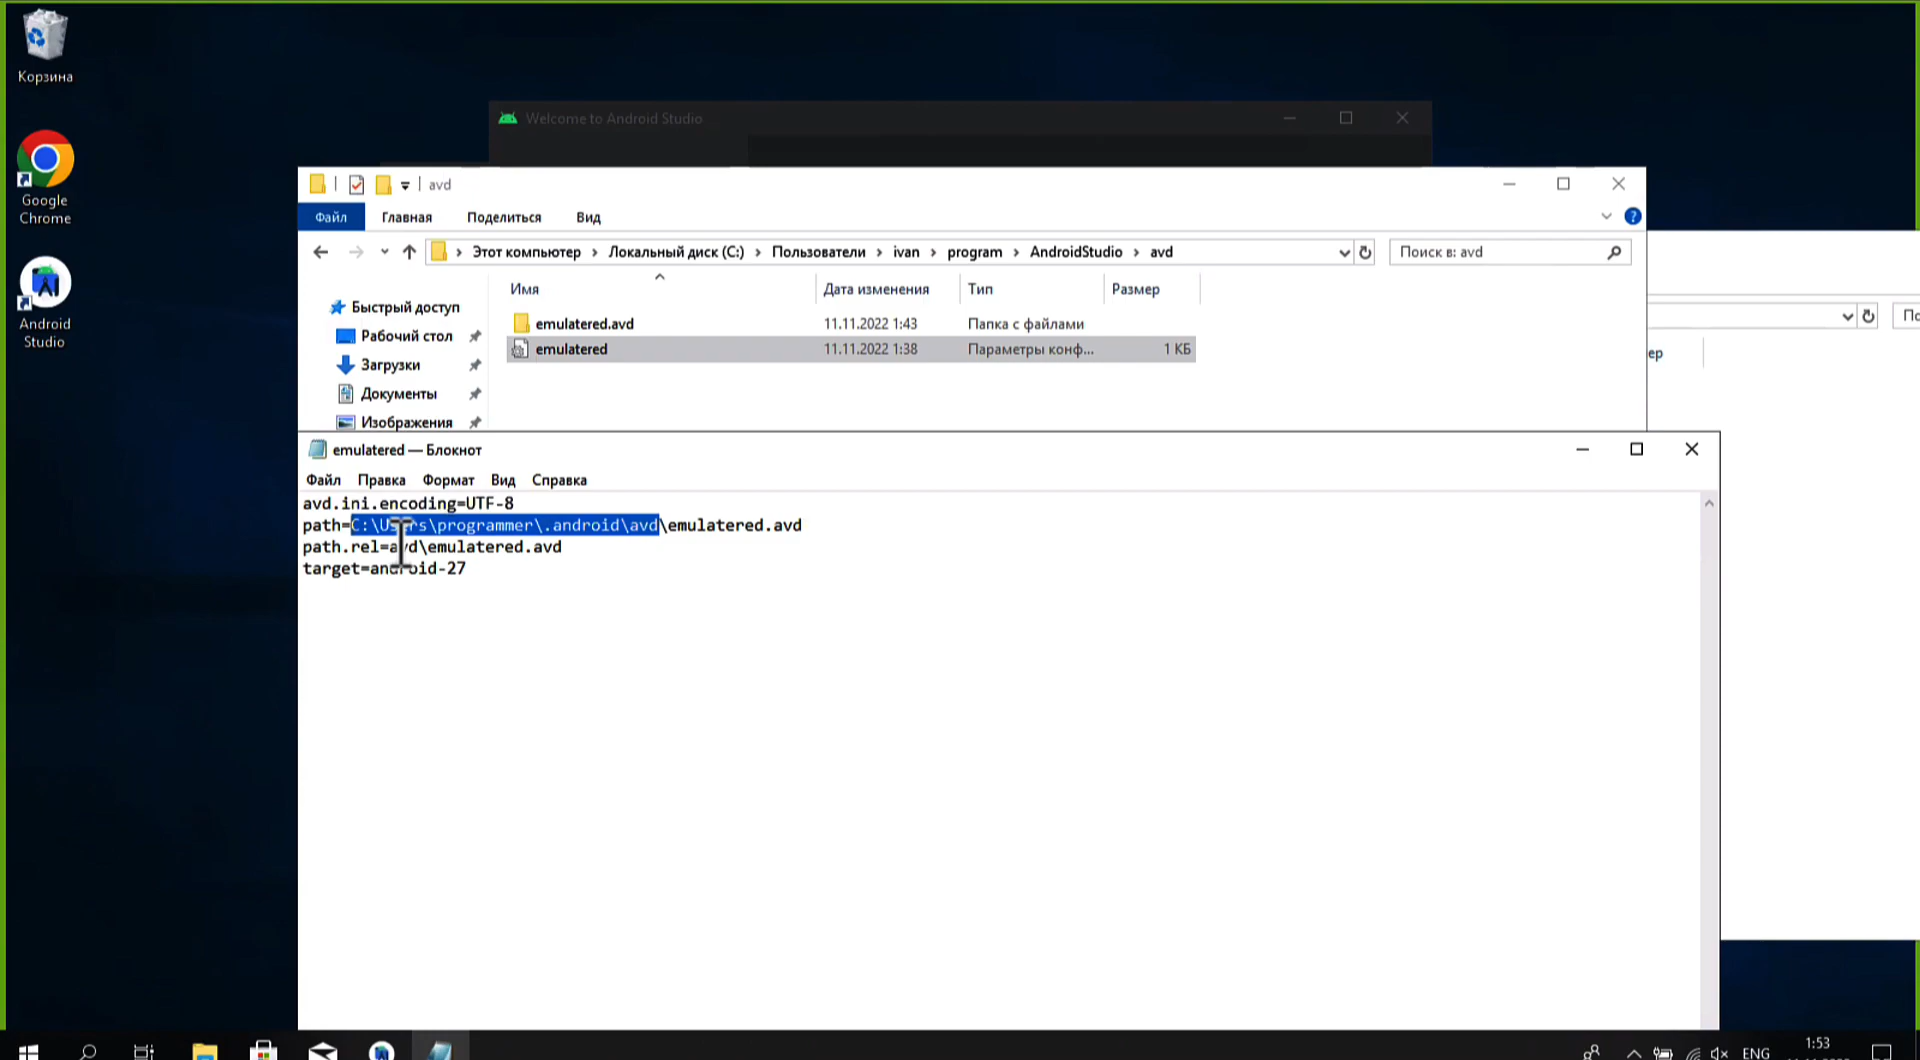 Корзина
Google
Chrome
Android
Studio
Welcome to Android Studio
avd
Файл Главная Поделиться Вид
Этот компьютер › Локальный диск (C:) › Пользователи › ivan › program › AndroidStudio › avd
Поиск в: avd
Имя Дата изменения Тип Размер
Быстрый доступ
Рабочий стол
Загрузки
Документы
Изображения
emulatered.avd 11.11.2022 1:43 Папка с файлами
emulatered 11.11.2022 1:38 Параметры конф... 1 КБ
По
ер
emulatered — Блокнот
Файл Правка Формат Вид Справка
avd.ini.encoding=UTF-8
path=C:\Users\programmer\.android\avd\emulatered.avd
path.rel=avd\emulatered.avd
target=android-27
ENG
1:53